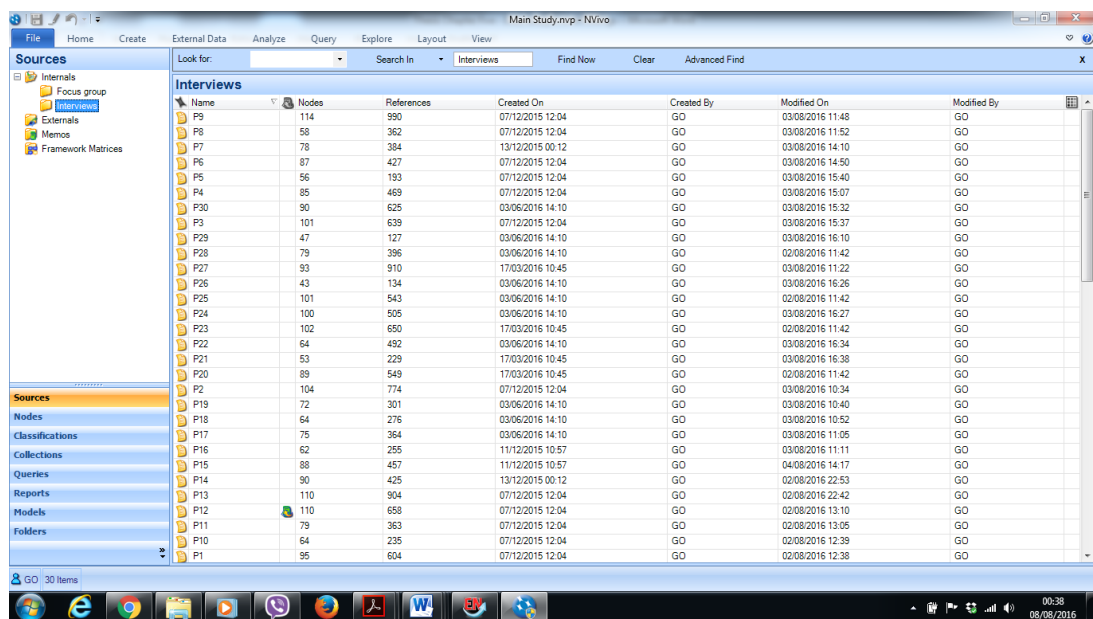 Main Study.nvp - NVivo
File Home Create External Data Analyze Query Explore Layout View
Sources
Look for: Search In Interviews Find Now Clear Advanced Find x
Internals
Focus group
Interviews
Externals
Memos
Framework Matrices
Interviews
Name Nodes References Created On Created By Modified On Modified By
P9 114 990 07/12/2015 12:04 GO 03/08/2016 11:48 GO
P8 58 362 07/12/2015 12:04 GO 03/08/2016 11:52 GO
P7 78 384 13/12/2015 00:12 GO 03/08/2016 14:10 GO
P6 87 427 07/12/2015 12:04 GO 03/08/2016 14:50 GO
P5 56 193 07/12/2015 12:04 GO 03/08/2016 15:40 GO
P4 85 469 07/12/2015 12:04 GO 03/08/2016 15:07 GO
P30 90 625 03/06/2016 14:10 GO 03/08/2016 15:32 GO
P3 101 639 07/12/2015 12:04 GO 03/08/2016 15:37 GO
P29 47 127 03/06/2016 14:10 GO 03/08/2016 16:10 GO
P28 79 396 03/06/2016 14:10 GO 02/08/2016 11:42 GO
P27 93 910 17/03/2016 10:45 GO 03/08/2016 11:22 GO
P26 43 134 03/06/2016 14:10 GO 03/08/2016 16:26 GO
P25 101 543 03/06/2016 14:10 GO 02/08/2016 11:42 GO
P24 100 505 03/06/2016 14:10 GO 03/08/2016 16:27 GO
P23 102 650 17/03/2016 10:45 GO 02/08/2016 11:42 GO
P22 64 492 03/06/2016 14:10 GO 03/08/2016 16:34 GO
P21 53 229 17/03/2016 10:45 GO 03/08/2016 16:38 GO
P20 89 549 17/03/2016 10:45 GO 02/08/2016 11:42 GO
P2 104 774 07/12/2015 12:04 GO 03/08/2016 10:34 GO
P19 72 301 03/06/2016 14:10 GO 03/08/2016 10:40 GO
P18 64 276 03/06/2016 14:10 GO 03/08/2016 10:52 GO
P17 75 364 03/06/2016 14:10 GO 03/08/2016 11:05 GO
P16 62 255 11/12/2015 10:57 GO 03/08/2016 11:11 GO
P15 88 457 11/12/2015 10:57 GO 04/08/2016 14:17 GO
P14 90 425 13/12/2015 00:12 GO 02/08/2016 22:53 GO
P13 110 904 07/12/2015 12:04 GO 02/08/2016 22:42 GO
P12 110 658 07/12/2015 12:04 GO 02/08/2016 13:10 GO
P11 79 363 07/12/2015 12:04 GO 02/08/2016 13:05 GO
P10 64 235 07/12/2015 12:04 GO 02/08/2016 12:39 GO
P1 95 604 07/12/2015 12:04 GO 02/08/2016 12:38 GO
Sources
Nodes
Classifications
Collections
Queries
Reports
Models
Folders
GO 30 Items
00:38
08/08/2016